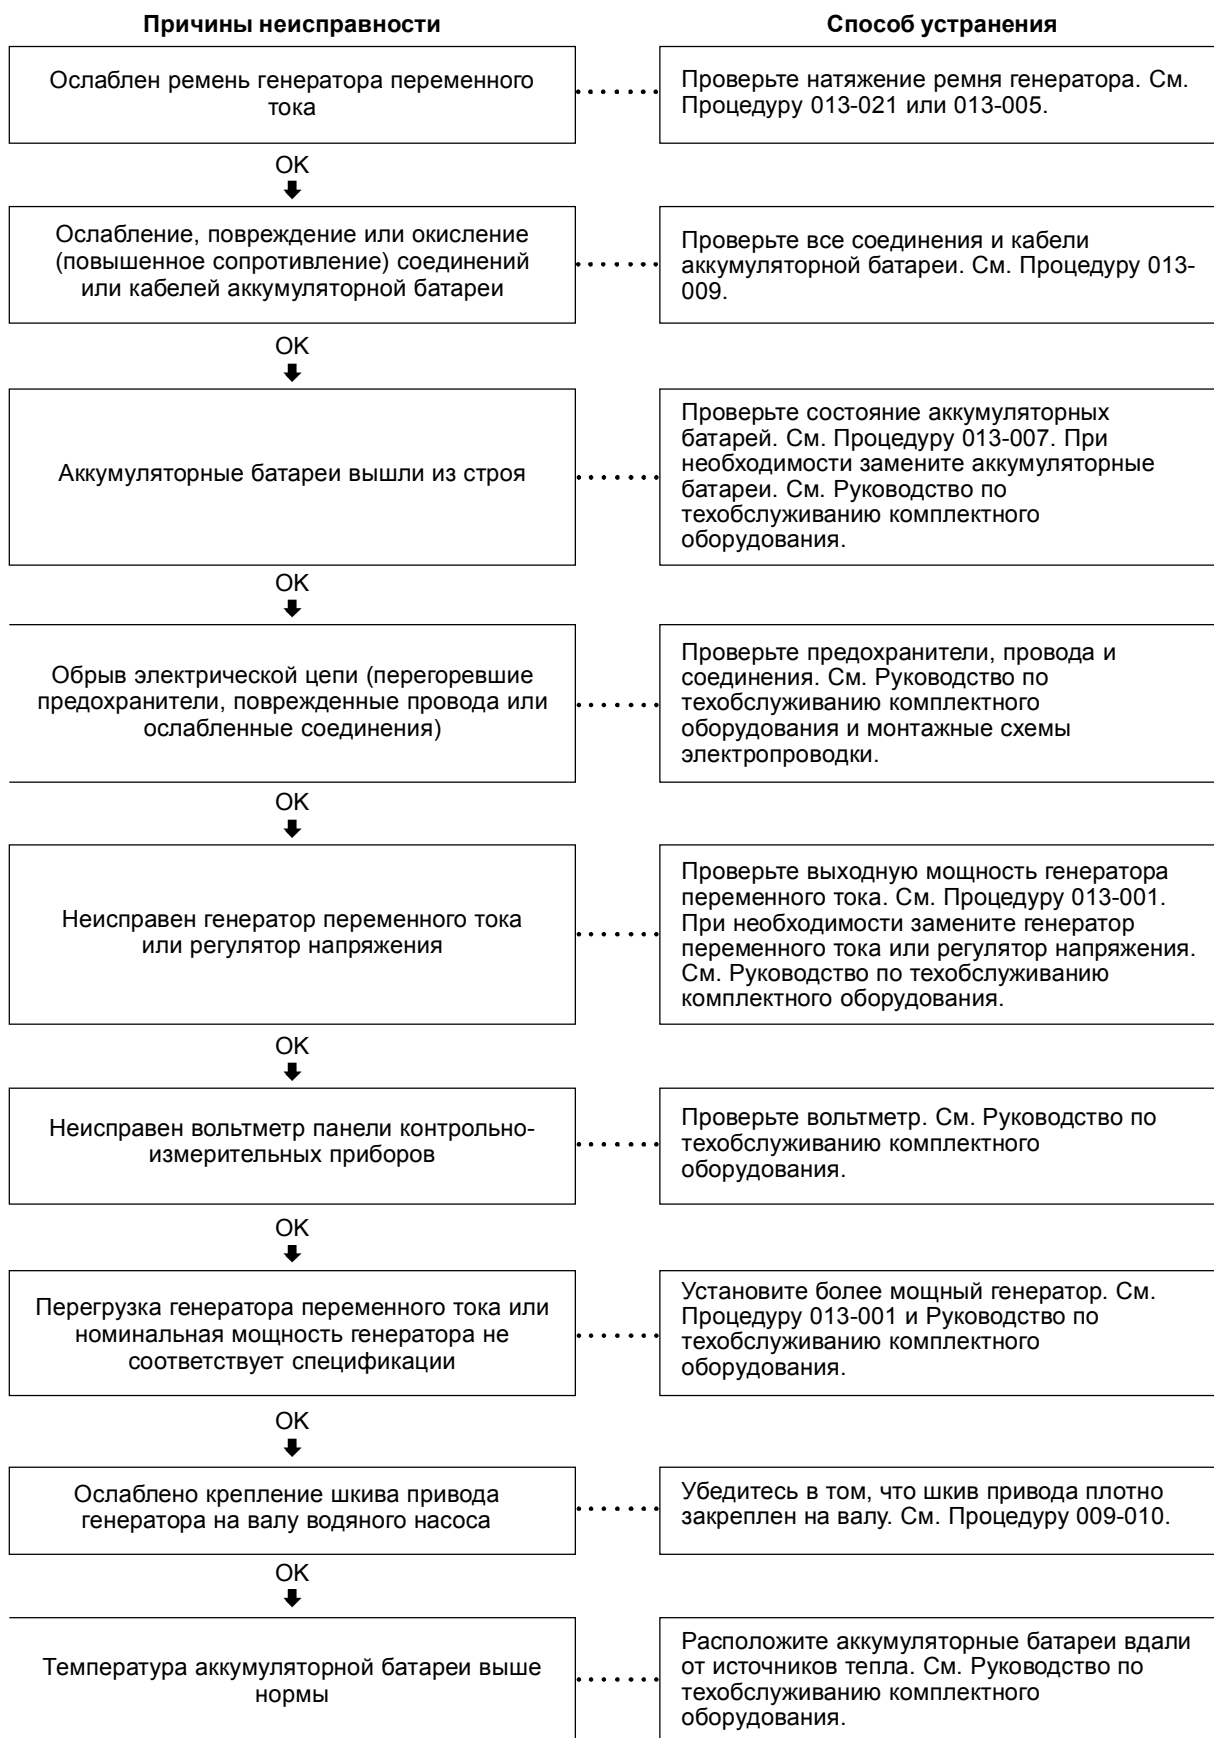 Причины неисправности
Способ устранения
Ослаблен ремень генератора переменного
тока
Проверьте натяжение ремня генератора. См.
Процедуру 013-021 или 013-005.
OK
Ослабление, повреждение или окисление
(повышенное сопротивление) соединений
или кабелей аккумуляторной батареи
Проверьте все соединения и кабели
аккумуляторной батареи. См. Процедуру 013-
009.
OK
Аккумуляторные батареи вышли из строя
Проверьте состояние аккумуляторных
батарей. См. Процедуру 013-007. При
необходимости замените аккумуляторные
батареи. См. Руководство по
техобслуживанию комплектного
оборудования.
OK
Обрыв электрической цепи (перегоревшие
предохранители, поврежденные провода или
ослабленные соединения)
Проверьте предохранители, провода и
соединения. См. Руководство по
техобслуживанию комплектного
оборудования и монтажные схемы
электропроводки.
OK
Неисправен генератор переменного тока
или регулятор напряжения
Проверьте выходную мощность генератора
переменного тока. См. Процедуру 013-001.
При необходимости замените генератор
переменного тока или регулятор напряжения.
См. Руководство по техобслуживанию
комплектного оборудования.
OK
Неисправен вольтметр панели контрольно-
измерительных приборов
Проверьте вольтметр. См. Руководство по
техобслуживанию комплектного
оборудования.
OK
Перегрузка генератора переменного тока или
номинальная мощность генератора не
соответствует спецификации
Установите более мощный генератор. См.
Процедуру 013-001 и Руководство по
техобслуживанию комплектного
оборудования.
OK
Ослаблено крепление шкива привода
генератора на валу водяного насоса
Убедитесь в том, что шкив привода плотно
закреплен на валу. См. Процедуру 009-010.
OK
Температура аккумуляторной батареи выше
нормы
Расположите аккумуляторные батареи вдали
от источников тепла. См. Руководство по
техобслуживанию комплектного
оборудования.